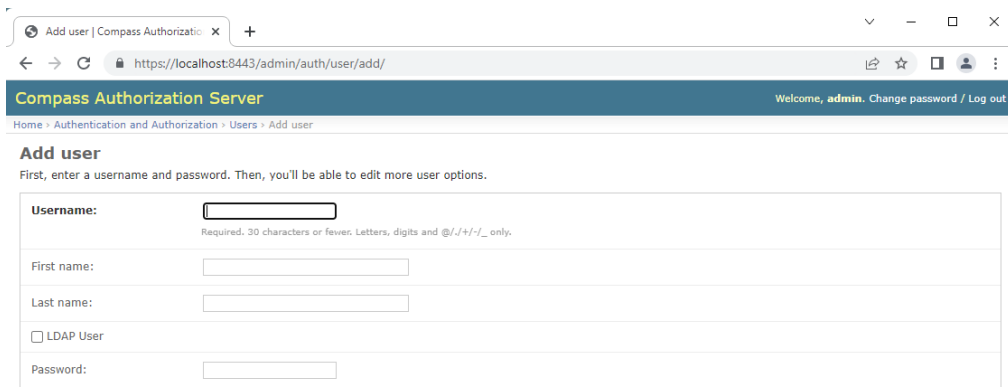 Add user | Compass Authorizatio
https://localhost:8443/admin/auth/user/add/
Compass Authorization Server
Welcome, admin. Change password / Log out
Home › Authentication and Authorization › Users › Add user
Add user
First, enter a username and password. Then, you'll be able to edit more user options.
Username:
Required. 30 characters or fewer. Letters, digits and @/./+/-/_ only.
First name:
Last name:
LDAP User
Password: